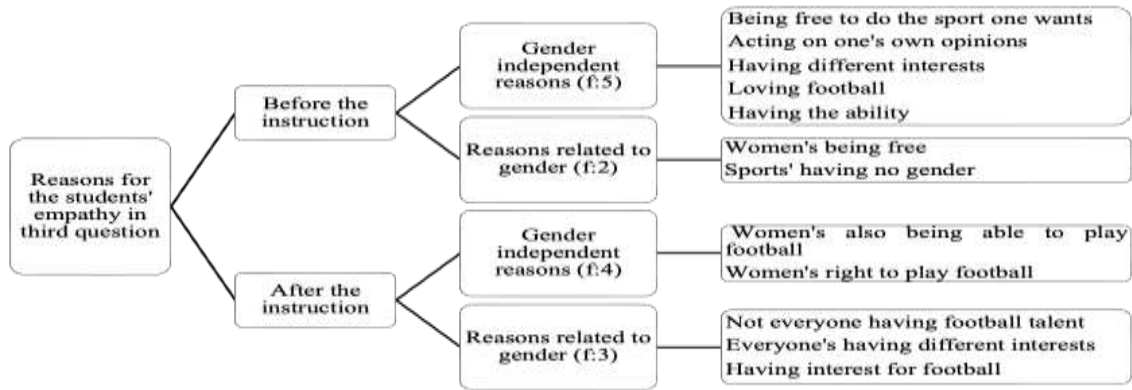 Reasons for
the students'
empathy in
third question
Before the
instruction
Gender
independent
reasons (f:5)
Being free to do the sport one wants
Acting on one's own opinions
Having different interests
Loving football
Having the ability
Reasons related to
gender (f:2)
Women's being free
Sports' having no gender
After the
instruction
Gender
independent
reasons (f:4)
Women's also being able to play
football
Women's right to play football
Reasons related to
gender (f:3)
Not everyone having football talent
Everyone's having different interests
Having interest for football